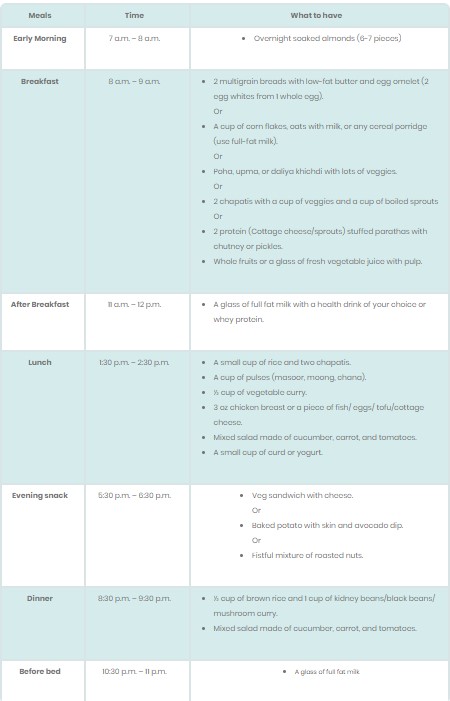 Meals Time What to have
Early Morning 7 a.m. – 8 a.m. • Overnight soaked almonds (6-7 pieces)
Breakfast 8 a.m. – 9 a.m. • 2 multigrain breads with low-fat butter and egg omelet (2
egg whites from 1 whole egg).
Or
• A cup of corn flakes, oats with milk, or any cereal porridge
(use full-fat milk).
Or
• Poha, upma, or daliya khichdi with lots of veggies.
Or
• 2 chapatis with a cup of veggies and a cup of boiled sprouts
Or
• 2 protein (Cottage cheese/sprouts) stuffed parathas with
chutney or pickles.
• Whole fruits or a glass of fresh vegetable juice with pulp.
After Breakfast 11 a.m. – 12 p.m. • A glass of full fat milk with a health drink of your choice or
whey protein.
Lunch 1:30 p.m. – 2:30 p.m. • A small cup of rice and two chapatis.
• A cup of pulses (masoor, moong, chana).
• ½ cup of vegetable curry.
• 3 oz chicken breast or a piece of fish/ eggs/ tofu/cottage
cheese.
• Mixed salad made of cucumber, carrot, and tomatoes.
• A small cup of curd or yogurt.
Evening snack 5:30 p.m. – 6:30 p.m. • Veg sandwich with cheese.
Or
• Baked potato with skin and avocado dip.
Or
• Fistful mixture of roasted nuts.
Dinner 8:30 p.m. – 9:30 p.m. • ½ cup of brown rice and 1 cup of kidney beans/black beans/
mushroom curry.
• Mixed salad made of cucumber, carrot, and tomatoes.
Before bed 10:30 p.m. – 11 p.m. • A glass of full fat milk